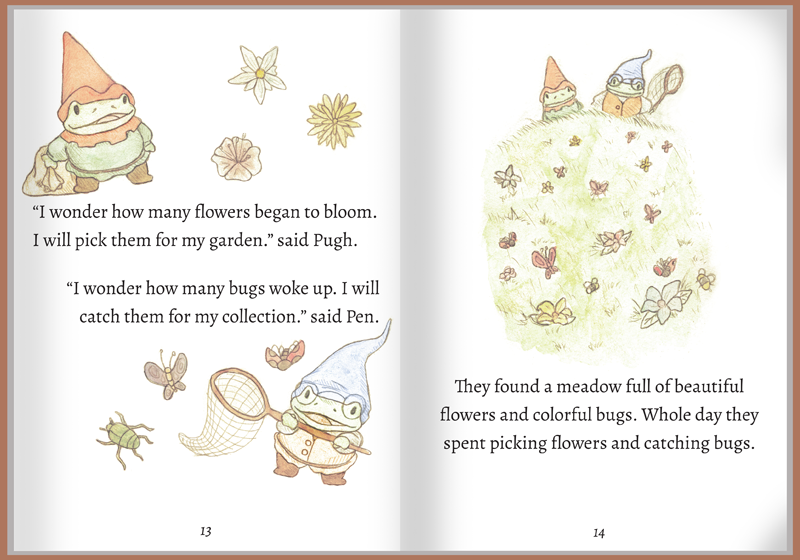 “I wonder how many flowers began to bloom.
I will pick them for my garden.” said Pugh.
“I wonder how many bugs woke up. I will
catch them for my collection.” said Pen.
13
They found a meadow full of beautiful
flowers and colorful bugs. Whole day they
spent picking flowers and catching bugs.
14